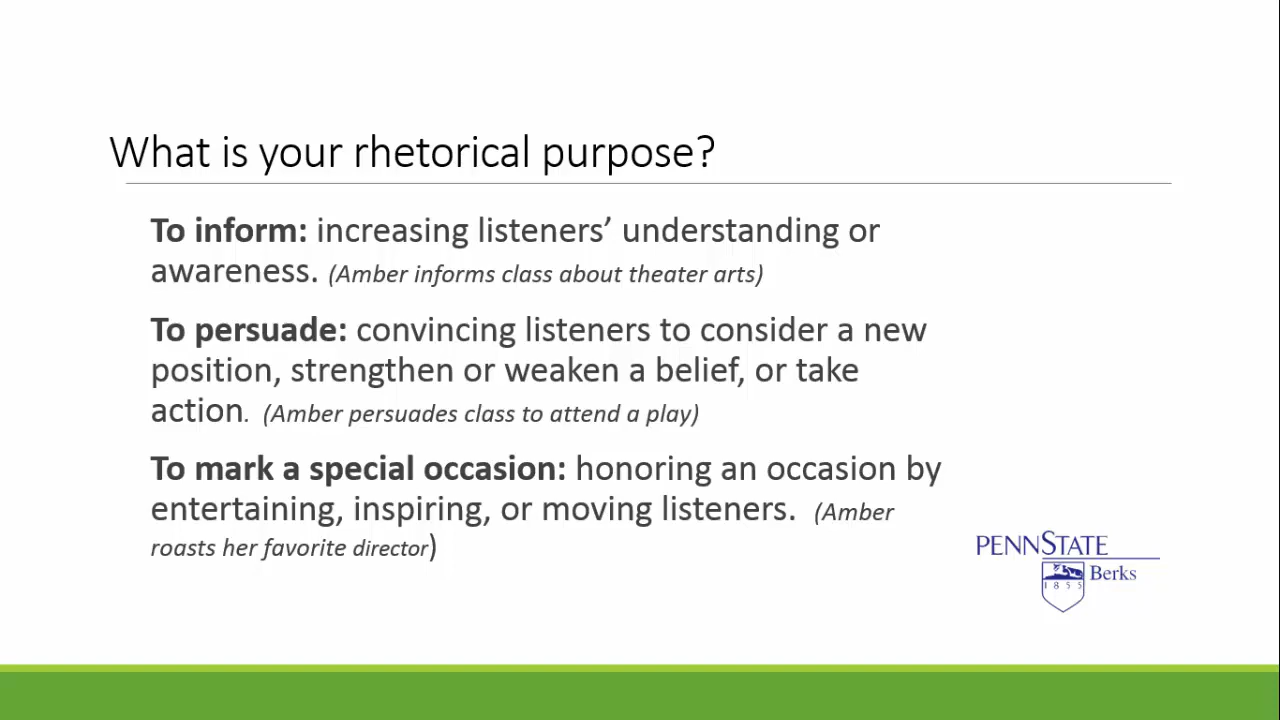 What is your rhetorical purpose?
To inform: increasing listeners’ understanding or
awareness. (Amber informs class about theater arts)
To persuade: convincing listeners to consider a new
position, strengthen or weaken a belief, or take
action. (Amber persuades class to attend a play)
To mark a special occasion: honoring an occasion by
entertaining, inspiring, or moving listeners. (Amber
roasts her favorite director)
PENNSTATE
Berks
1855